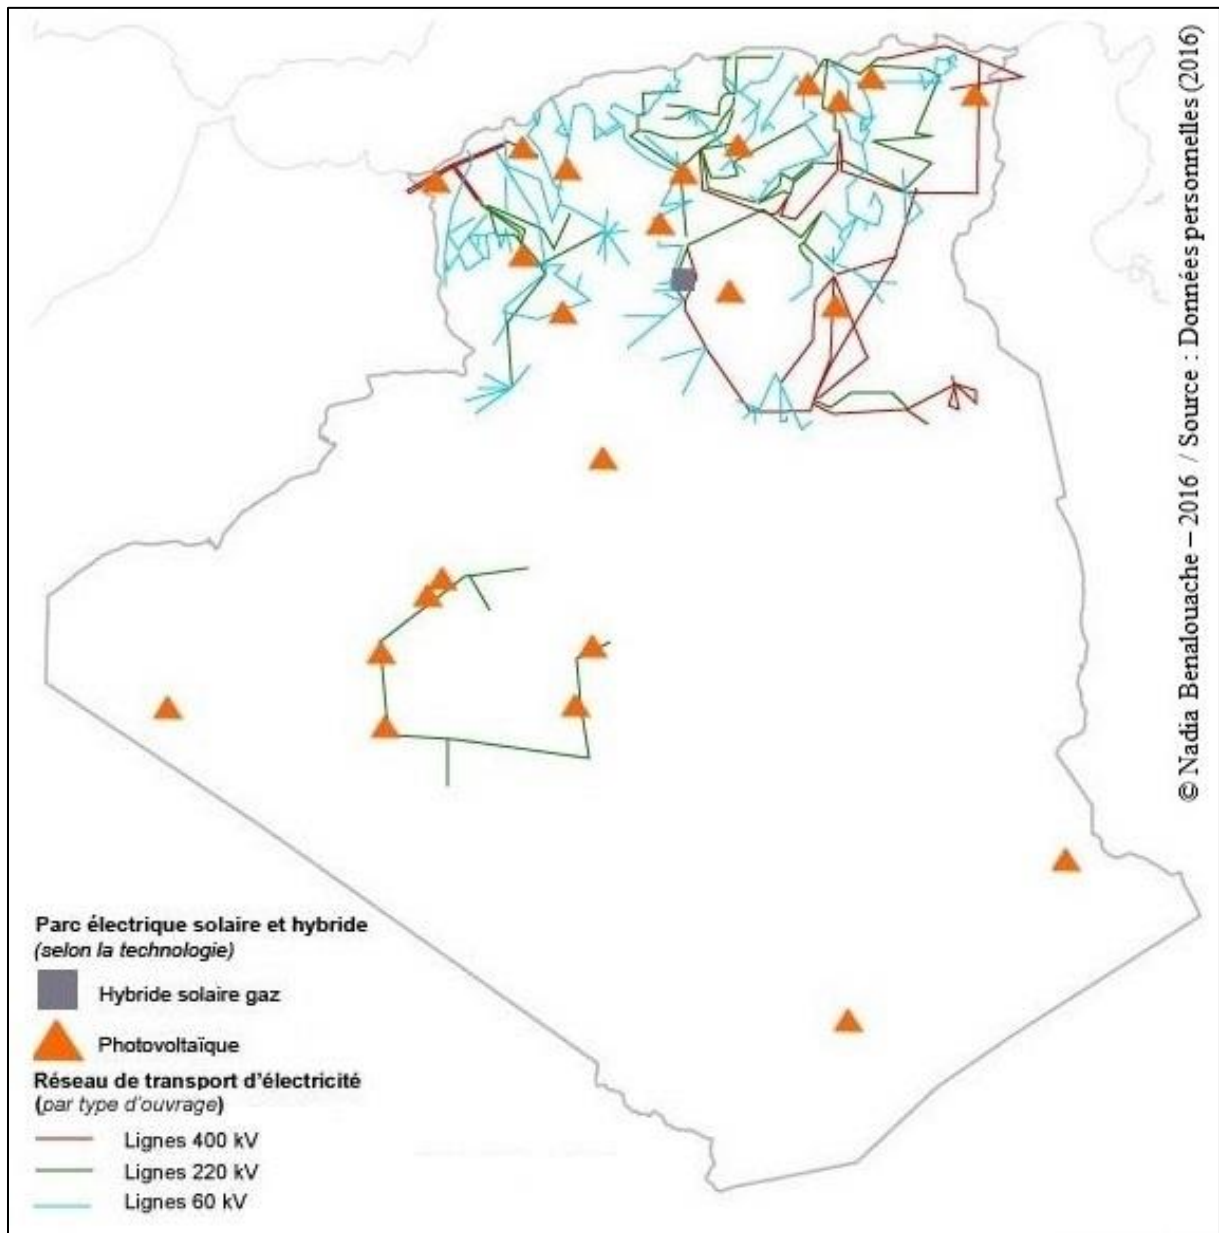 © Nadia Benalouache – 2016 / Source : Données personnelles (2016)
Parc électrique solaire et hybride
(selon la technologie)
Hybride solaire gaz
Photovoltaïque
Réseau de transport d'électricité
(par type d'ouvrage)
Lignes 400 kV
Lignes 220 kV
Lignes 60 kV